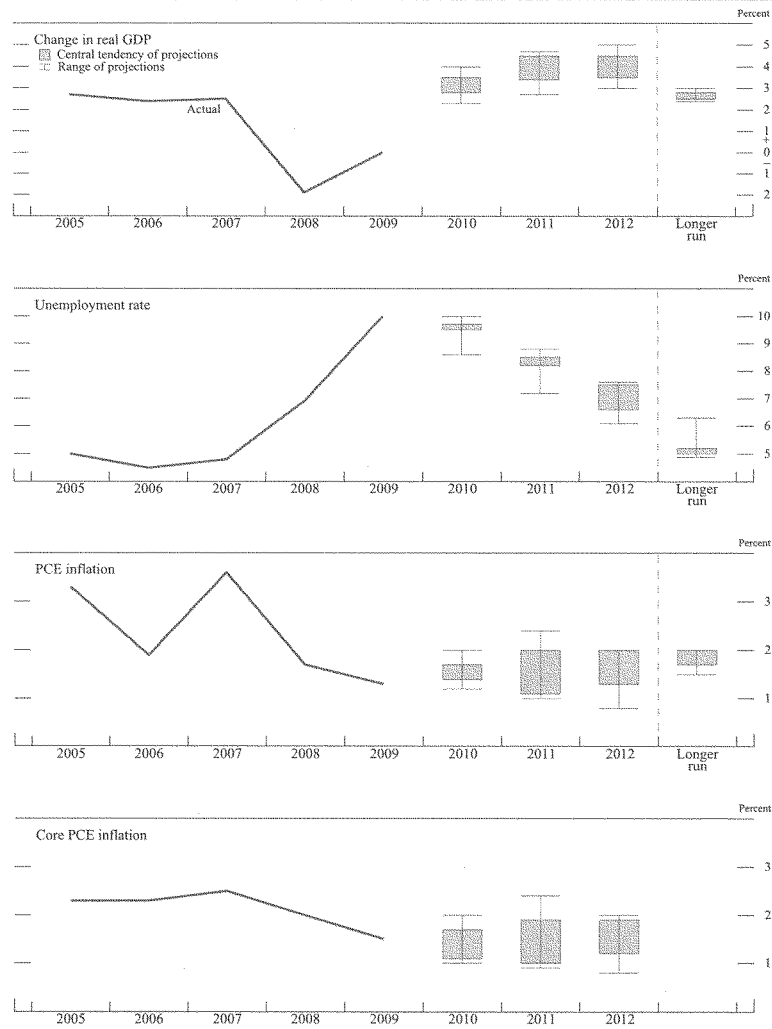 Percent
Change in real GDP
Central tendency of projections
Range of projections
Actual
5
4
3
2
1
+
0
−
1
2
2005 2006 2007 2008 2009 2010 2011 2012 Longer
run
Percent
Unemployment rate
10
9
8
7
6
5
2005 2006 2007 2008 2009 2010 2011 2012 Longer
run
Percent
PCE inflation
3
2
1
2005 2006 2007 2008 2009 2010 2011 2012 Longer
run
Percent
Core PCE inflation
3
2
1
2005 2006 2007 2008 2009 2010 2011 2012